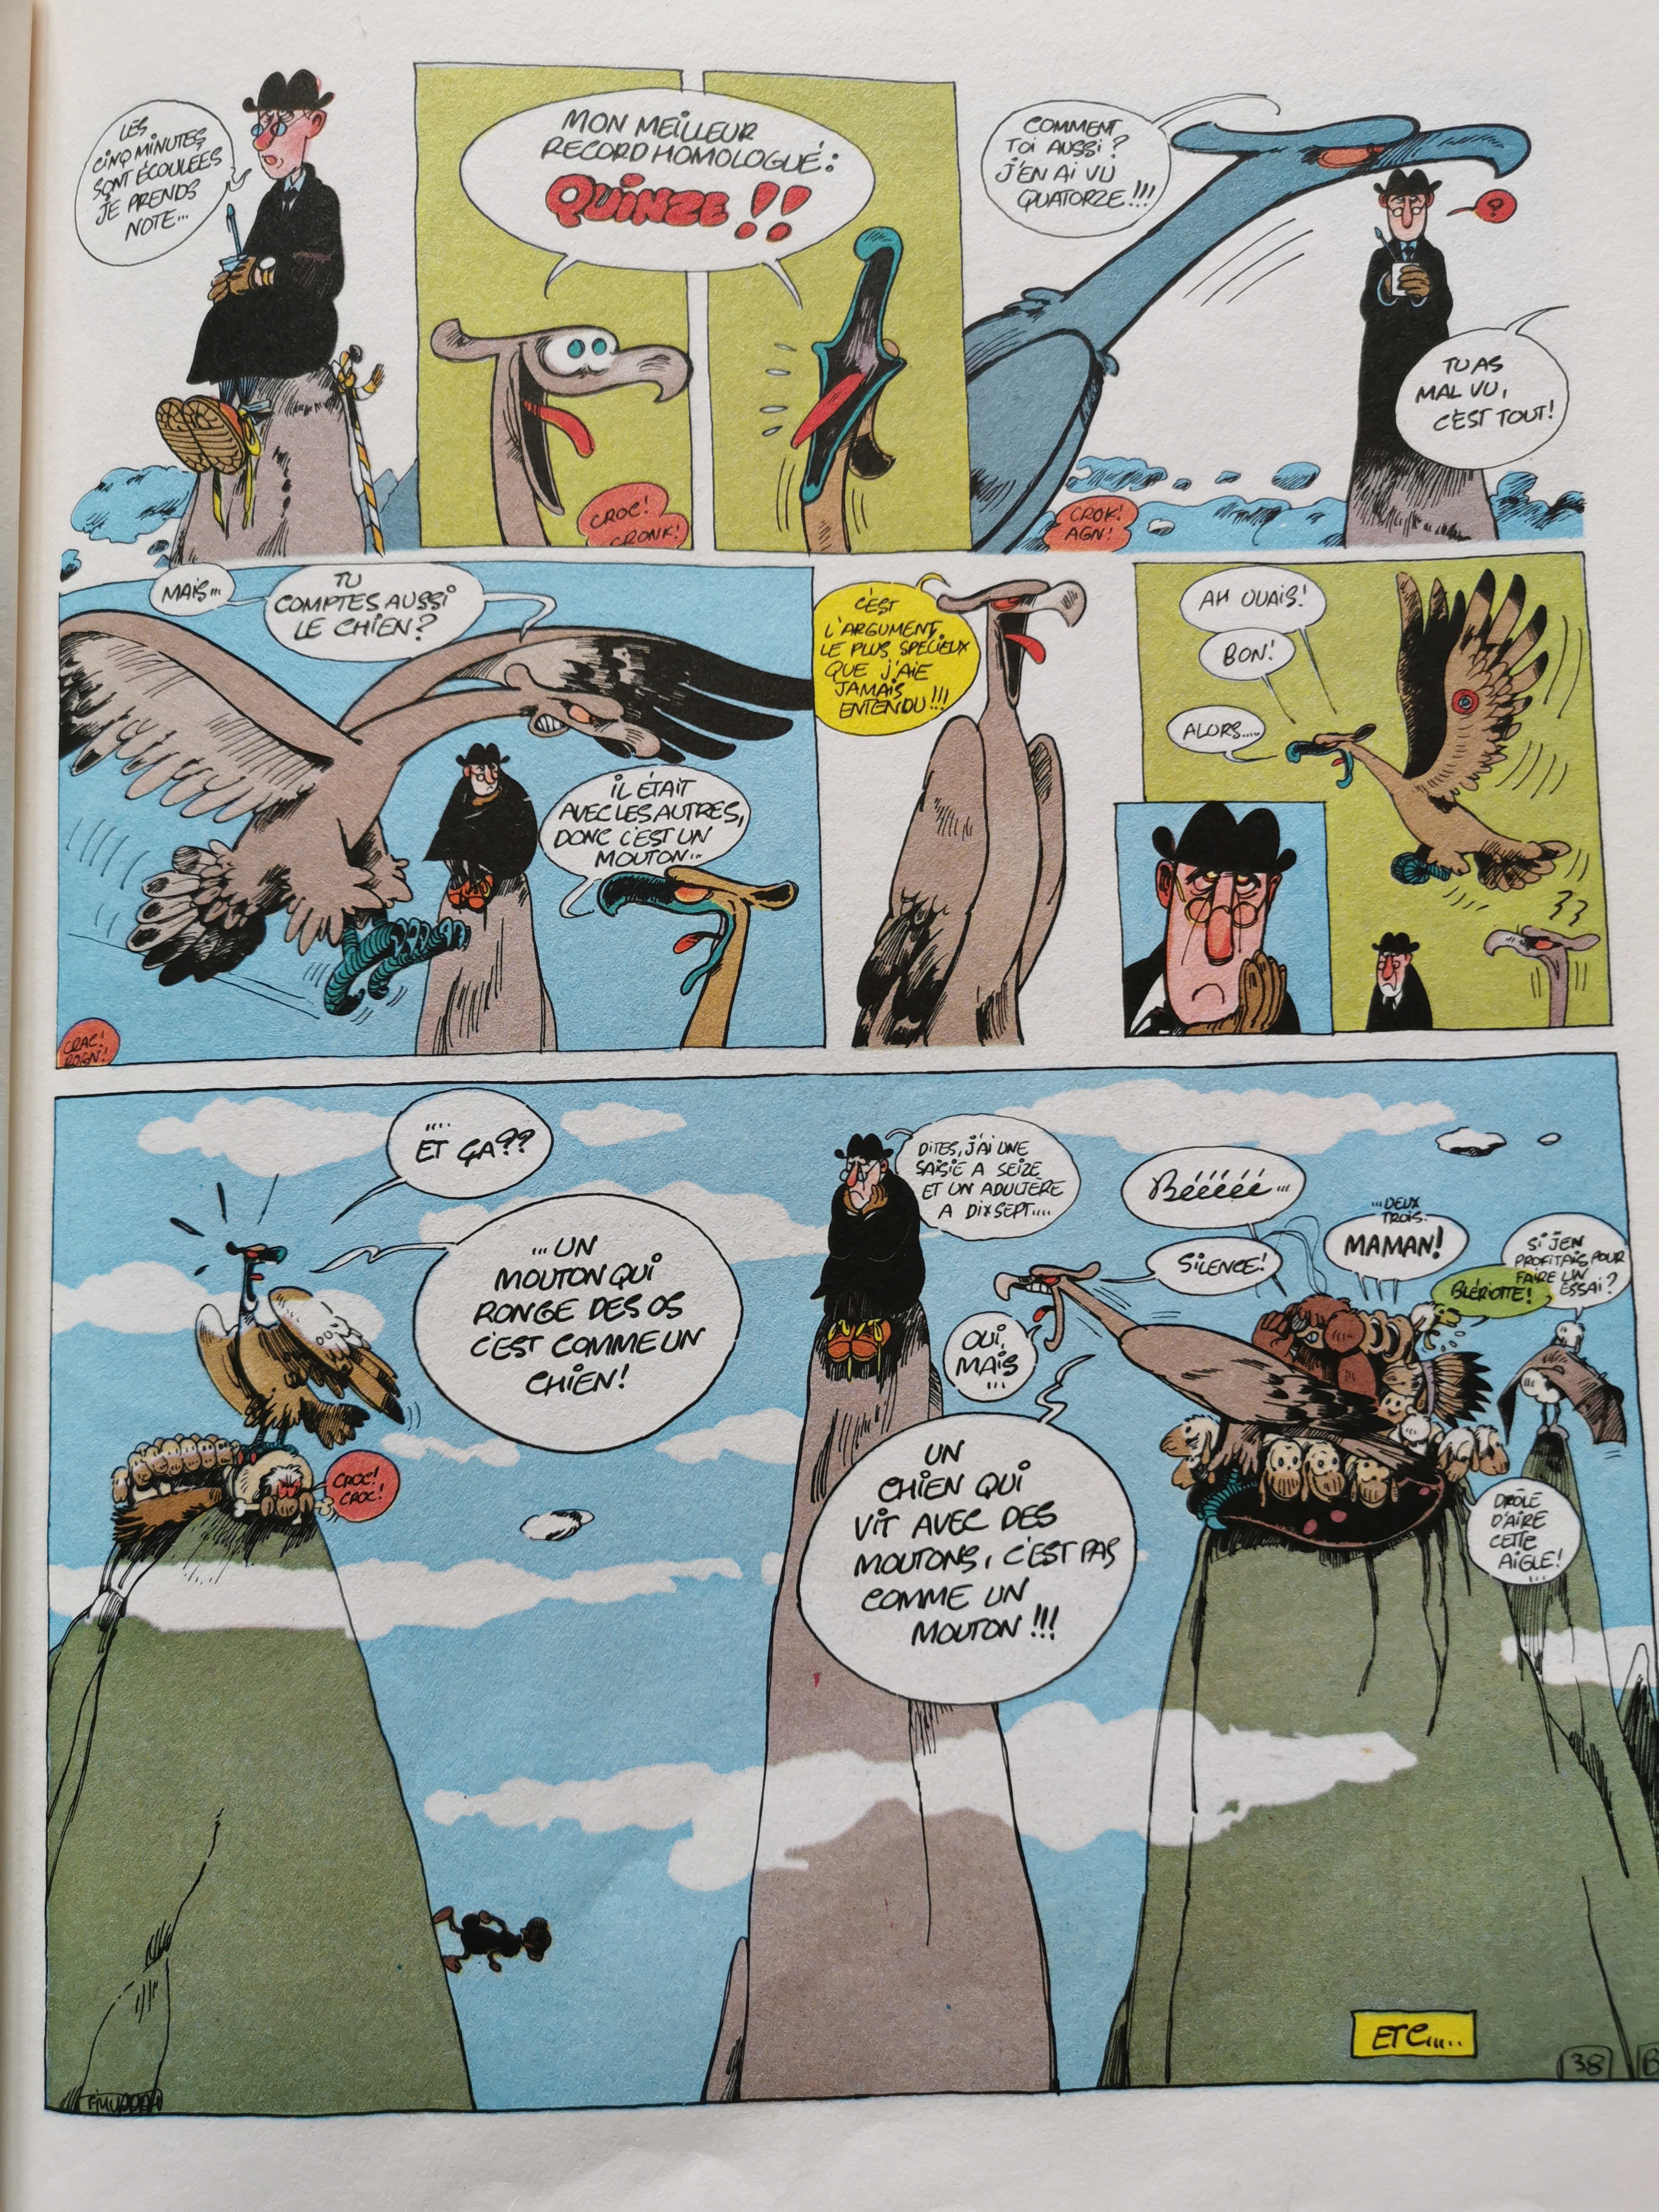 LES
CINQ MINUTES
SONT ÉCOULÉES
JE PRENDS
NOTE...
MON MEILLEUR
RECORD HOMOLOGUÉ:
QUINZE!!
CROC!
CRONK!
COMMENT
TOI AUSSI?
J'EN AI VU
QUATORZE!!!
?
TU AS
MAL VU,
C'EST TOUT!
CROK!
AGN!
MAIS...
TU
COMPTES AUSSI
LE CHIEN?
IL ÉTAIT
AVEC LES AUTRES,
DONC C'EST UN
MOUTON...
CRAC!
ROGN!
C'EST
L'ARGUMENT
LE PLUS SPÉCIEUX
QUE J'AIE
JAMAIS
ENTENDU!!!
AH OUAIS!
BON!
ALORS.....
....
ET ÇA??
...UN
MOUTON QUI
RONGE DES OS
C'EST COMME UN
CHIEN!
CROC!
CROC!
DITES, J'AI UNE
SAISIE A SEIZE
ET UN ADULTÈRE
A DIX SEPT....
Béééééé...
SILENCE!
...DEUX
TROIS..
MAMAN!
BLÉRIOTTE!
SI J'EN
PROFITAIS POUR
FAIRE UN
ESSAI?
OUI,
MAIS
...
UN
CHIEN QUI
VIT AVEC DES
MOUTONS, C'EST PAS
COMME UN
MOUTON!!!
DRÔLE
D'AIRE
CETTE
AIGLE!
...
ETC.....
38
B